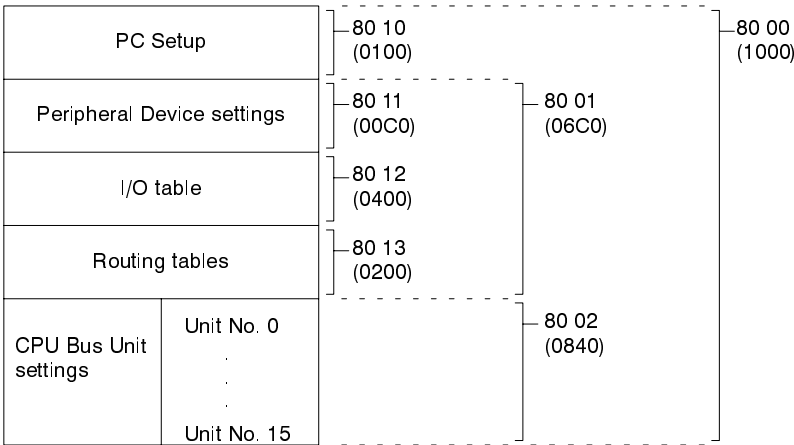 PC Setup
80 10
(0100)
80 00
(1000)
Peripheral Device settings
80 11
(00C0)
80 01
(06C0)
I/O table
80 12
(0400)
Routing tables
80 13
(0200)
CPU Bus Unit
settings
Unit No. 0
.
.
.
Unit No. 15
80 02
(0840)